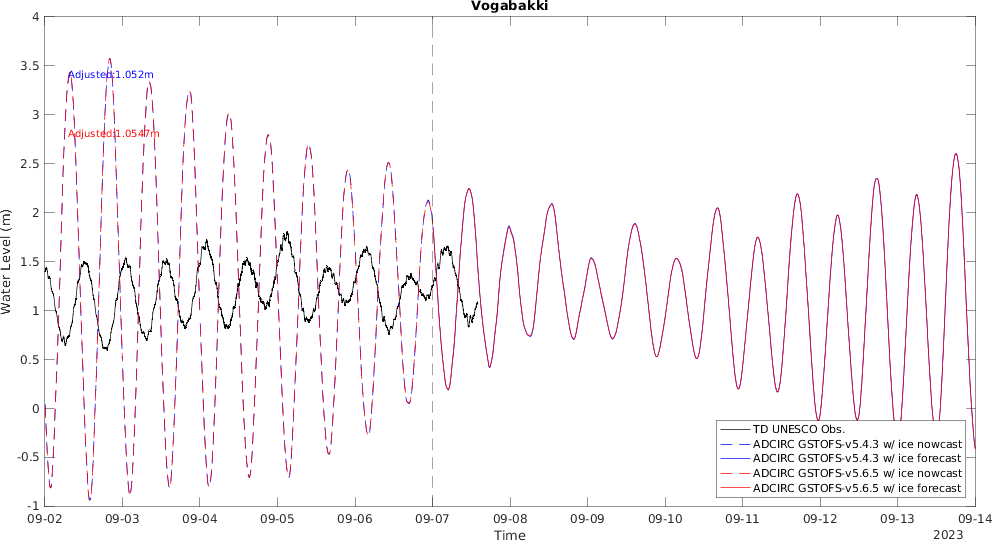 Vogabakki
4
3.5
3
2.5
2
1.5
1
0.5
0
-0.5
-1
Water Level (m)
Adjusted:1.052m
Adjusted:1.0547m
TD UNESCO Obs.
ADCIRC GSTOFS-v5.4.3 w/ ice nowcast
ADCIRC GSTOFS-v5.4.3 w/ ice forecast
ADCIRC GSTOFS-v5.6.5 w/ ice nowcast
ADCIRC GSTOFS-v5.6.5 w/ ice forecast
09-02 09-03 09-04 09-05 09-06 09-07 09-08 09-09 09-10 09-11 09-12 09-13 09-14
Time
2023